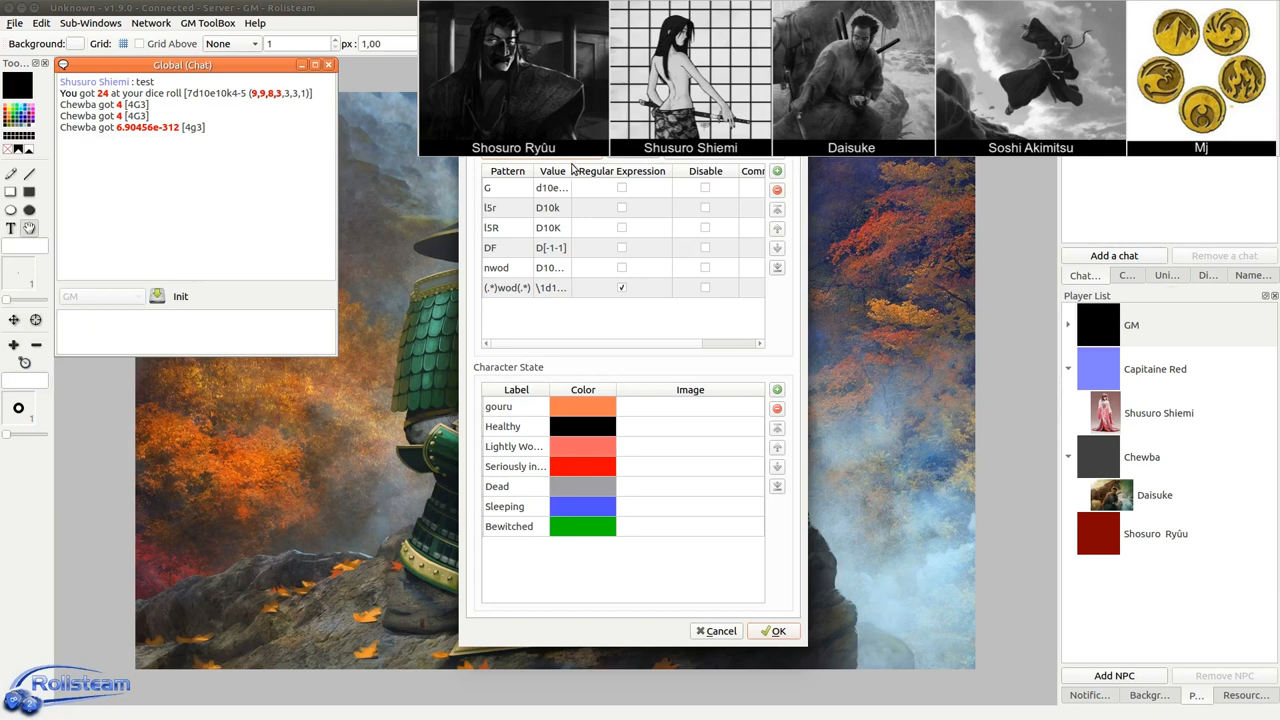 Unknown - v1.9.0 - Connected - Server - GM - Rolisteam
File Edit Sub-Windows Network GM ToolBox Help
Background: Grid: Grid Above None 1 px : 1,00
Too...
Global (Chat)
Shusuro Shiemi : test
You got 24 at your dice roll [7d10e10k4-5 (9,9,8,3,3,3,1)]
Chewba got 4 [4G3]
Chewba got 4 [4G3]
Chewba got 6.90456e-312 [4g3]
GM Init
T
1
1
Shosuro Ryûu
Shusuro Shiemi
Daisuke
Soshi Akimitsu
Mj
Pattern Value Regular Expression Disable Comr
G d10e...
l5r D10k
l5R D10K
DF D[-1-1]
nwod D10...
(.*)wod(.*) \1d1...
Character State
Label Color Image
gouru
Healthy
Lightly Wo...
Seriously in...
Dead
Sleeping
Bewitched
Cancel OK
Add a chat Remove a chat
Chat... C... Uni... Di... Name...
Player List
GM
Capitaine Red
Shusuro Shiemi
Chewba
Daisuke
Shosuro Ryûu
Add NPC Remove NPC
Notific... Backgr... P... Resourc...
Rolisteam